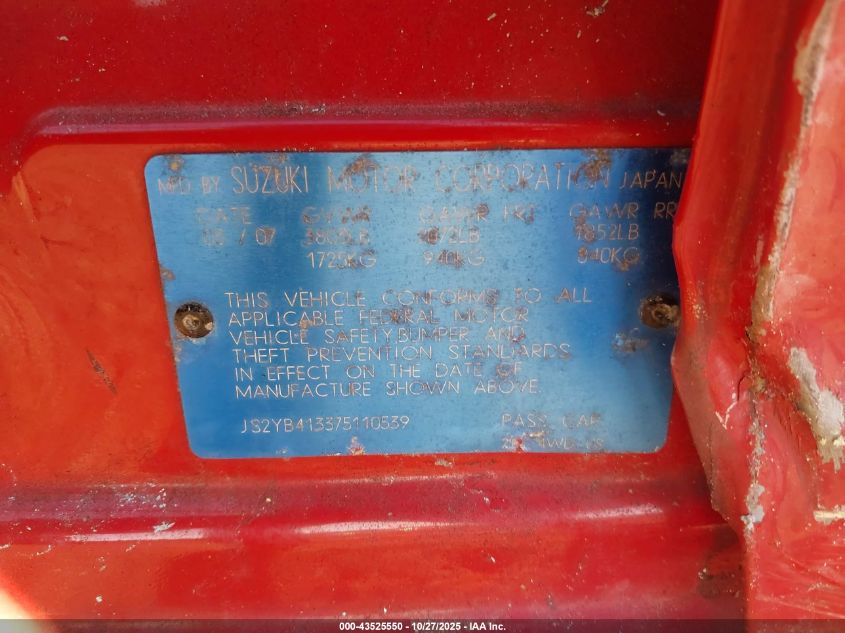 MFD. BY SUZUKI MOTOR CORPORATION JAPAN
DATE GVWR GAWR FRT GAWR RR
/ 07 1852LB
1725KG 940KG 840KG
THIS VEHICLE CONFORMS TO ALL
APPLICABLE FEDERAL MOTOR
VEHICLE SAFETY,BUMPER AND
THEFT PREVENTION STANDARDS
IN EFFECT ON THE DATE OF
MANUFACTURE SHOWN ABOVE.
JS2YB413375110539 PASS CAR
000-43525550 - 10/27/2025 - IAA Inc.